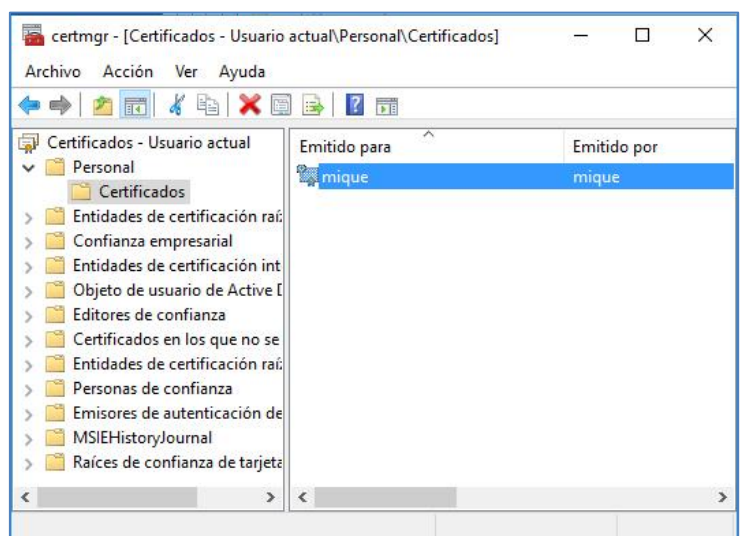 certmgr - [Certificados - Usuario actual\Personal\Certificados]
Archivo Acción Ver Ayuda
Certificados - Usuario actual
Personal
Certificados
Entidades de certificación raí
Confianza empresarial
Entidades de certificación int
Objeto de usuario de Active
Editores de confianza
Certificados en los que no se
Entidades de certificación raí
Personas de confianza
Emisores de autenticación de
MSIEHistoryJournal
Raíces de confianza de tarjeta
Emitido para Emitido por
mique mique